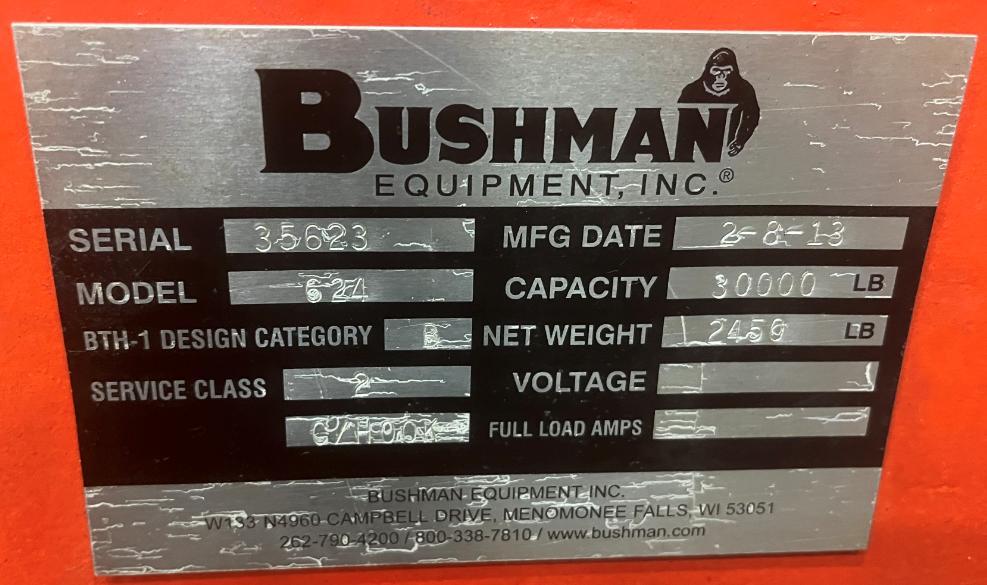 BUSHMAN
EQUIPMENT, INC.®
SERIAL 35623 MFG DATE 2-8-13
MODEL 624 CAPACITY 30000 LB
BTH-1 DESIGN CATEGORY B NET WEIGHT 2459 LB
SERVICE CLASS 2 VOLTAGE
FULL LOAD AMPS
BUSHMAN EQUIPMENT INC.
W133 N4960 CAMPBELL DRIVE, MENOMONEE FALLS, WI 53051
262-790-4200 / 800-338-7810 / www.bushman.com